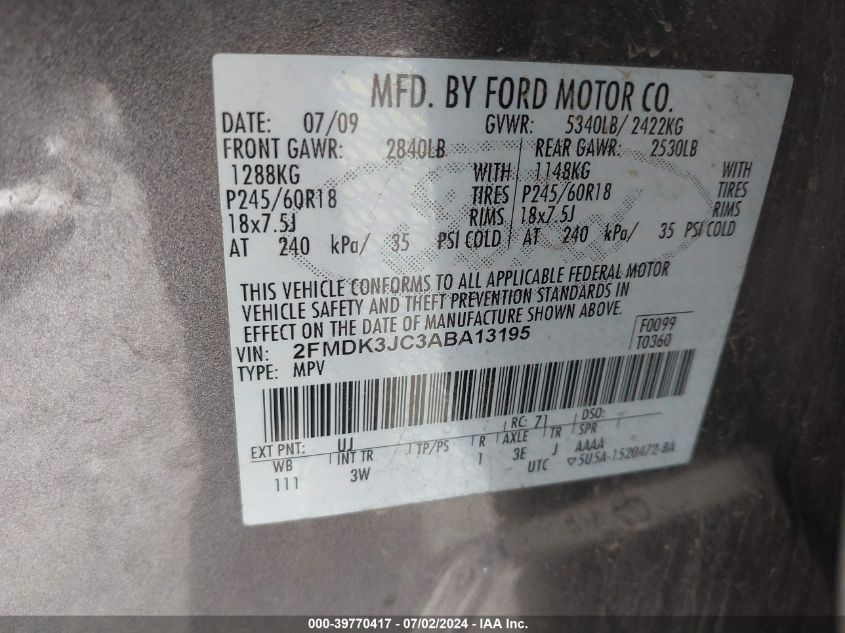 MFD. BY FORD MOTOR CO.
DATE: 07/09 GVWR: 5340LB/ 2422KG
FRONT GAWR: 2840LB REAR GAWR: 2530LB
1288KG WITH 1148KG WITH
P245/60R18 TIRES P245/60R18 TIRES
18x7.5J RIMS 18x7.5J RIMS
AT 240 kPa/ 35 PSI COLD AT 240 kPa/ 35 PSI COLD
THIS VEHICLE CONFORMS TO ALL APPLICABLE FEDERAL MOTOR
VEHICLE SAFETY AND THEFT PREVENTION STANDARDS IN
EFFECT ON THE DATE OF MANUFACTURE SHOWN ABOVE.
VIN: 2FMDK3JC3ABA13195 F0099
TYPE: MPV T0360
EXT PNT: UJ RC: 71 DSO:
WB INT TR TP/PS R AXLE TR SPR
111 3W 1 3E J AAAA
UTC ▽5U5A-1520472-BA
000-39770417 - 07/02/2024 - IAA Inc.